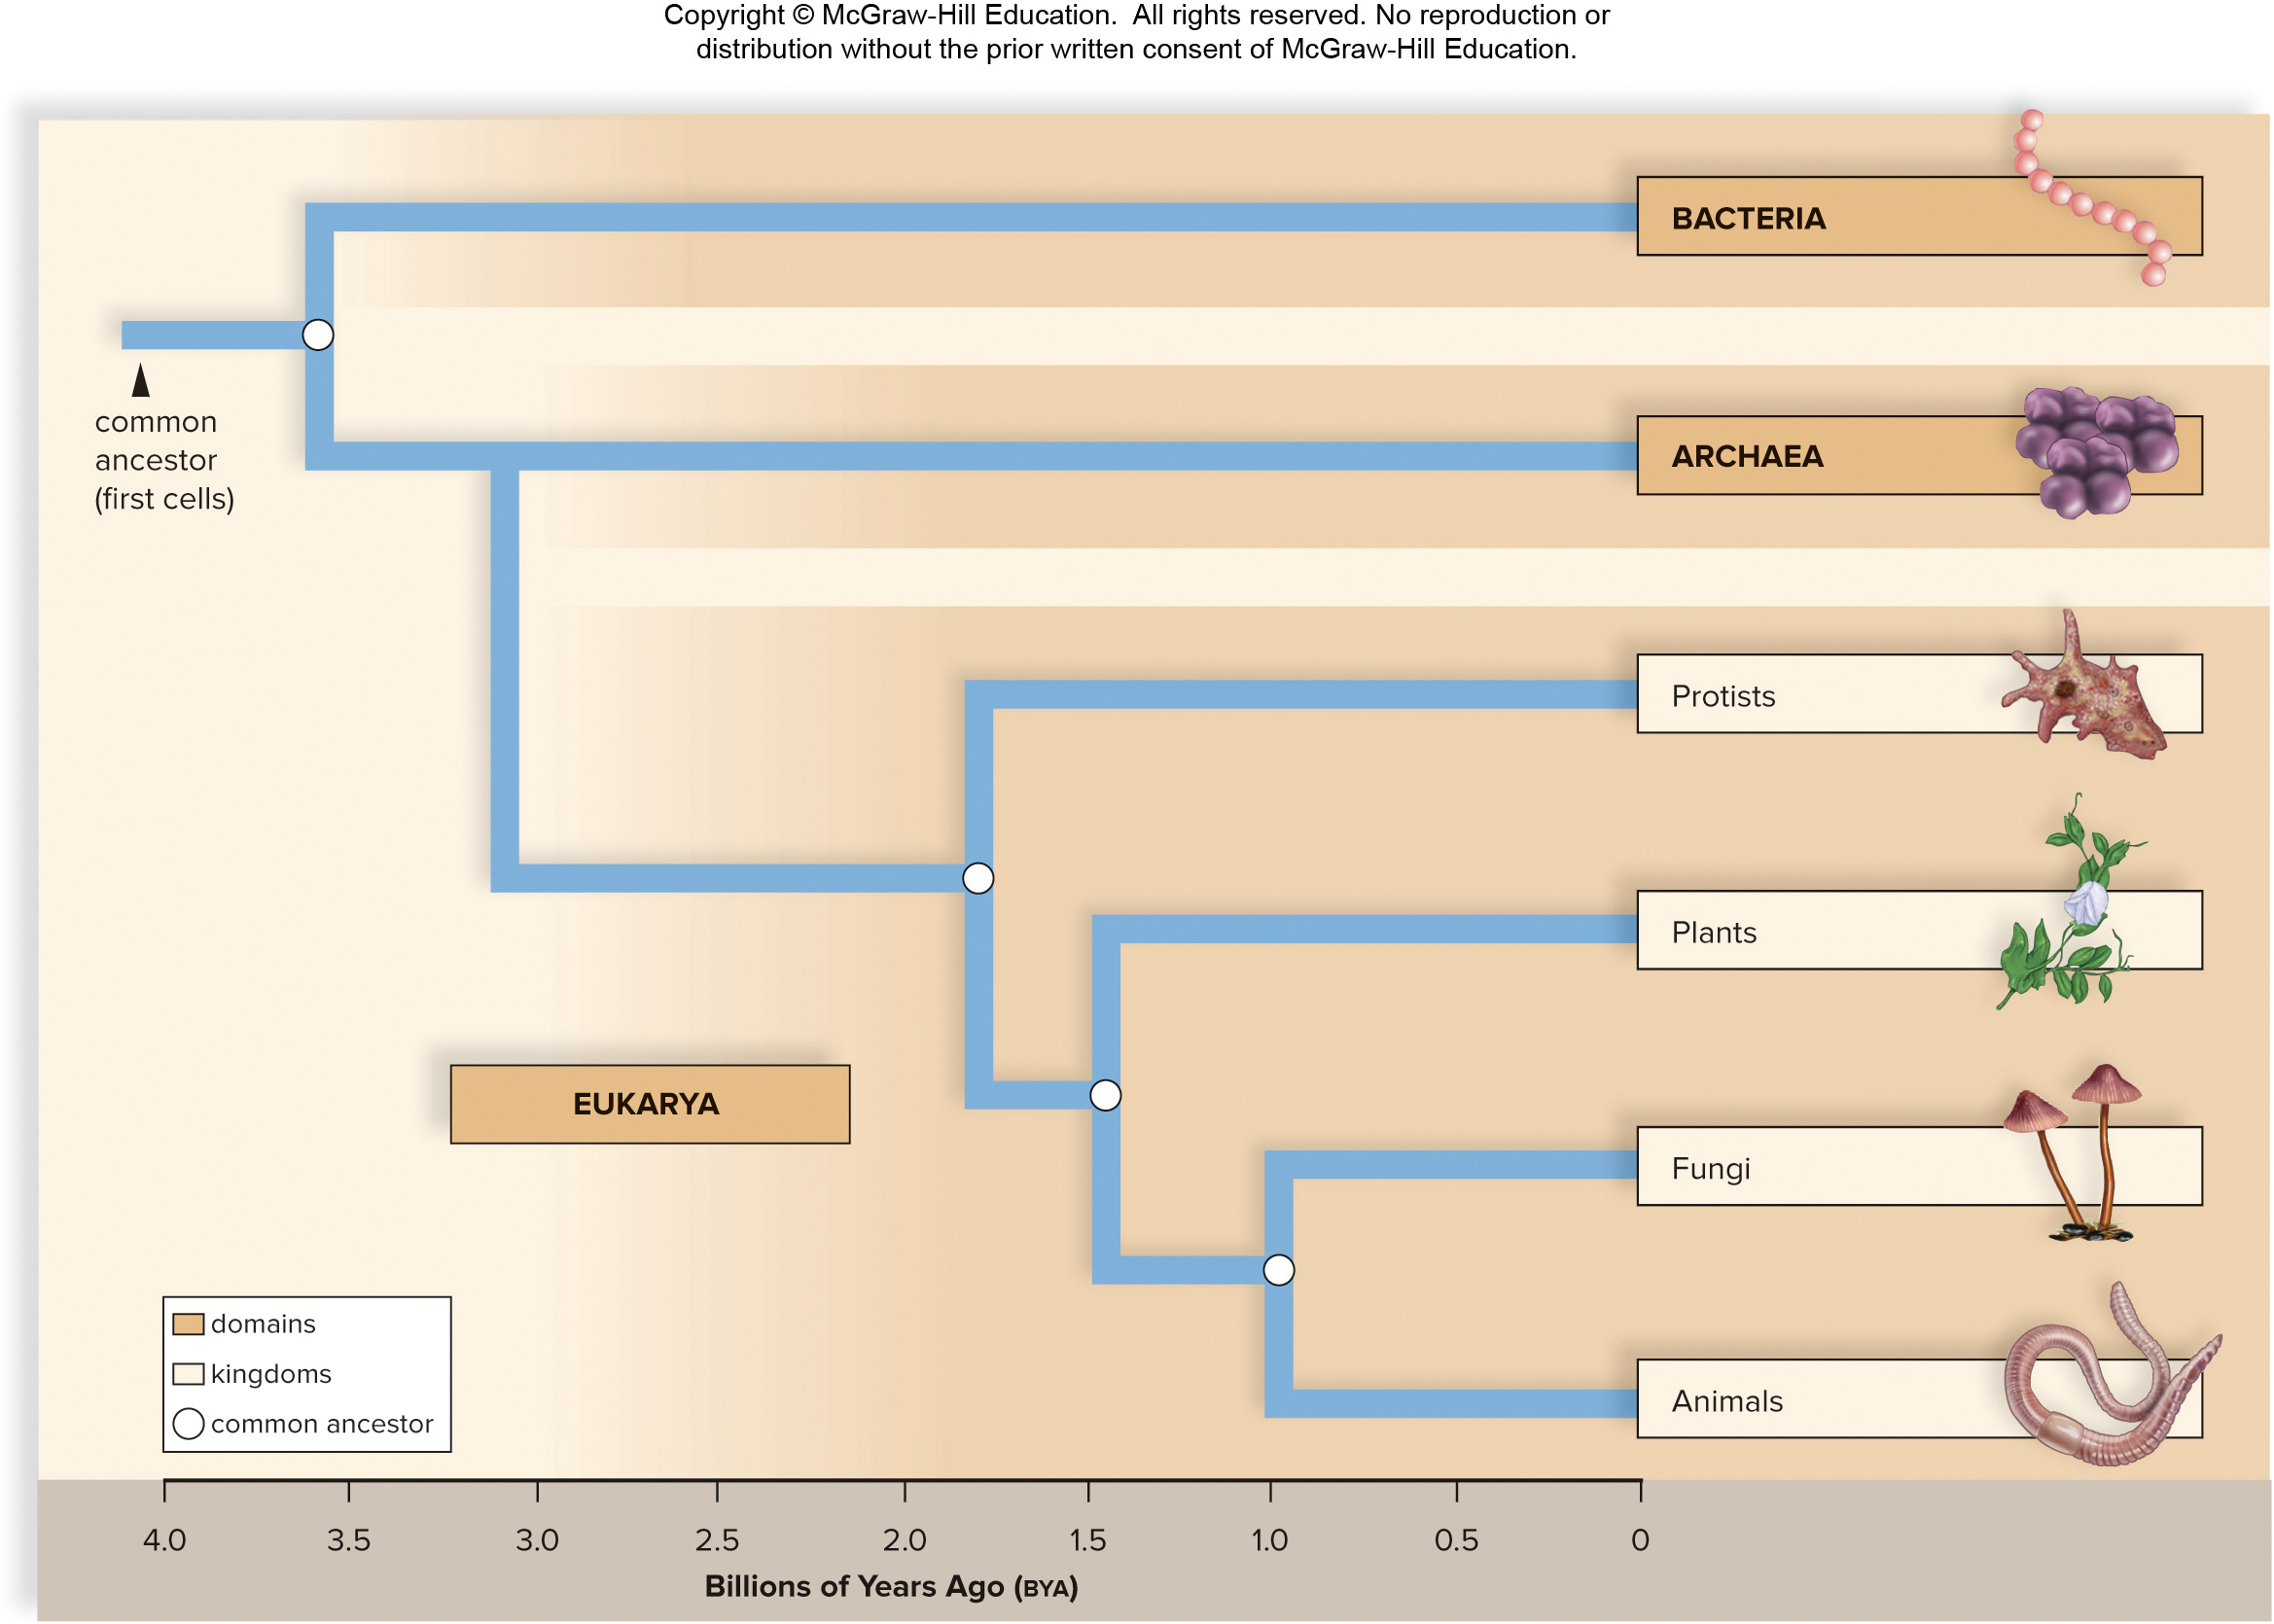 Copyright © McGraw-Hill Education.  All rights reserved. No reproduction or
distribution without the prior written consent of McGraw-Hill Education.
BACTERIA
common
ancestor
(first cells)
ARCHAEA
Protists
Plants
EUKARYA
Fungi
domains
kingdoms
common ancestor
Animals
4.0 3.5 3.0 2.5 2.0 1.5 1.0 0.5 0
Billions of Years Ago (BYA)